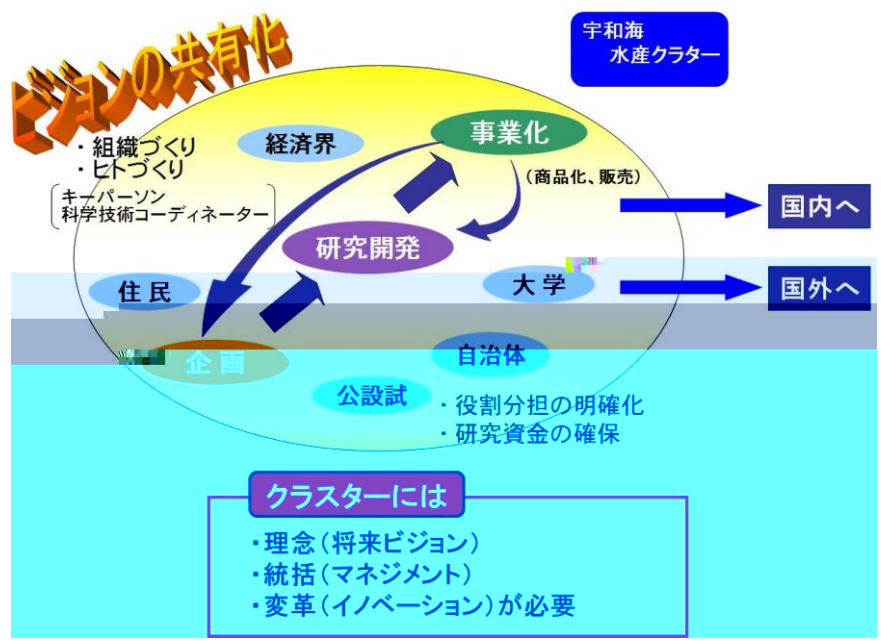 ビジョンの共有化
宇和海
水産クラター
・組織づくり
・ヒトづくり
キーパーソン
科学技術コーディネーター
経済界
事業化
(商品化、販売)
国内へ
研究開発
住民
大学
国外へ
企画
自治体
公設試
・役割分担の明確化
・研究資金の確保
クラスターには
・理念(将来ビジョン)
・統括(マネジメント)
・変革(イノベーション)が必要